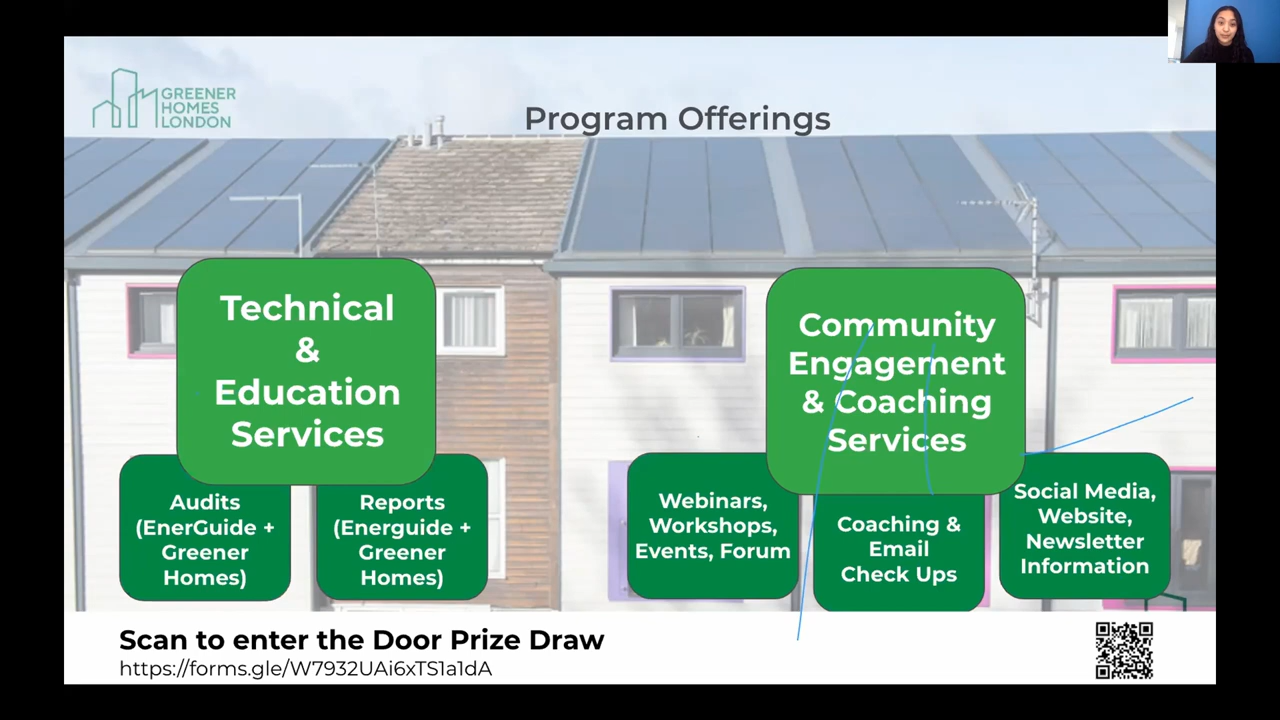 GREENER
HOMES
LONDON
Program Offerings
Technical
&
Education
Services
Audits
(EnerGuide +
Greener
Homes)
Reports
(Energuide +
Greener
Homes)
Community
Engagement
& Coaching
Services
Webinars,
Workshops,
Events, Forum
Coaching &
Email
Check Ups
Social Media,
Website,
Newsletter
Information
Scan to enter the Door Prize Draw
https://forms.gle/W7932UAi6xTS1a1dA